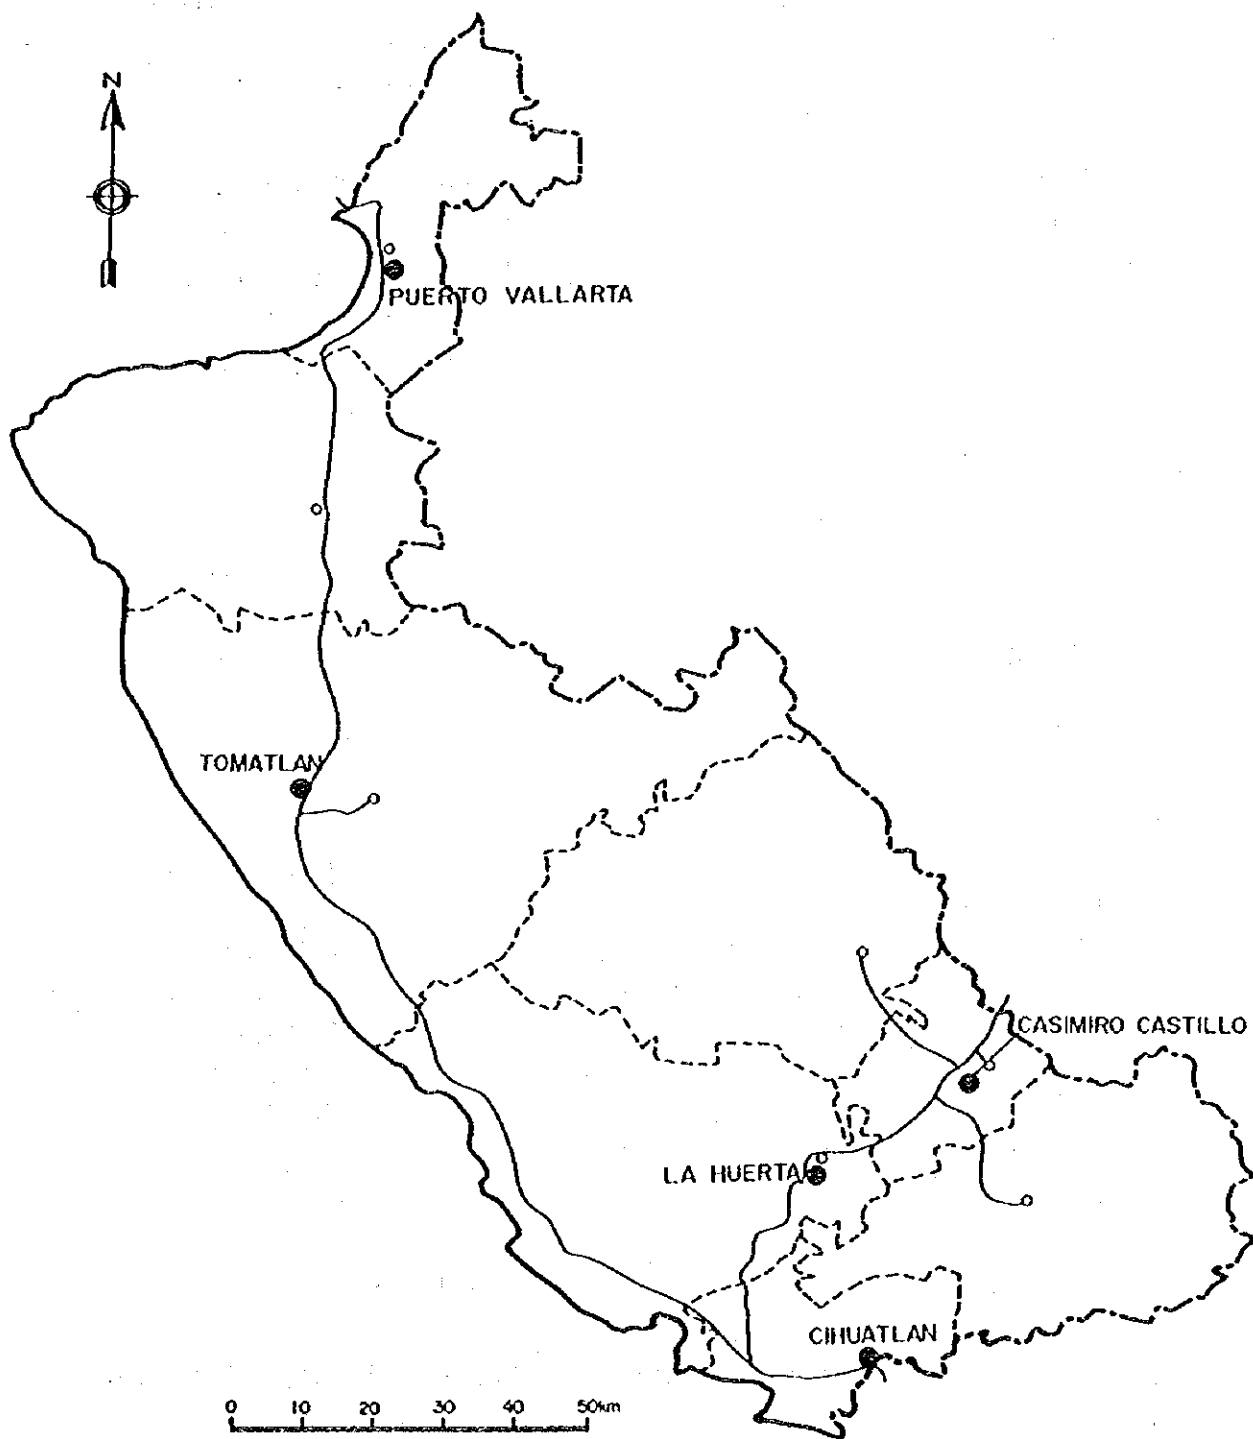 N
PUERTO VALLARTA
TOMATLAN
CASIMIRO CASTILLO
LA HUERTA
CIHUATLAN
0 10 20 30 40 50km